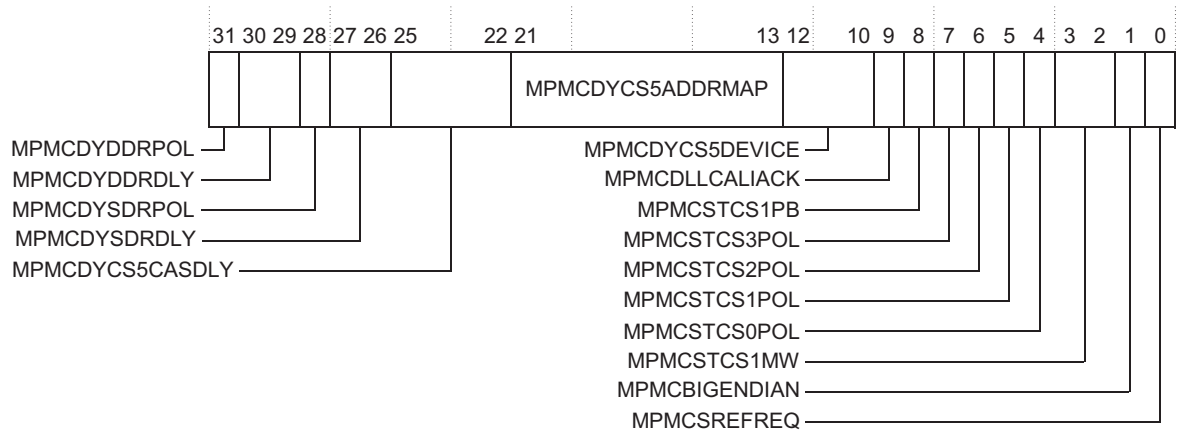 31 30 29 28 27 26 25 22 21 13 12 10 9 8 7 6 5 4 3 2 1 0
MPMCDYCS5ADDRMAP
MPMCDYDDRPOL
MPMCDYDDRDLY
MPMCDYSDRPOL
MPMCDYSDRDLY
MPMCDYCS5CASDLY
MPMCDYCS5DEVICE
MPMCDLLCALIACK
MPMCSTCS1PB
MPMCSTCS3POL
MPMCSTCS2POL
MPMCSTCS1POL
MPMCSTCS0POL
MPMCSTCS1MW
MPMCBIGENDIAN
MPMCSREFREQ